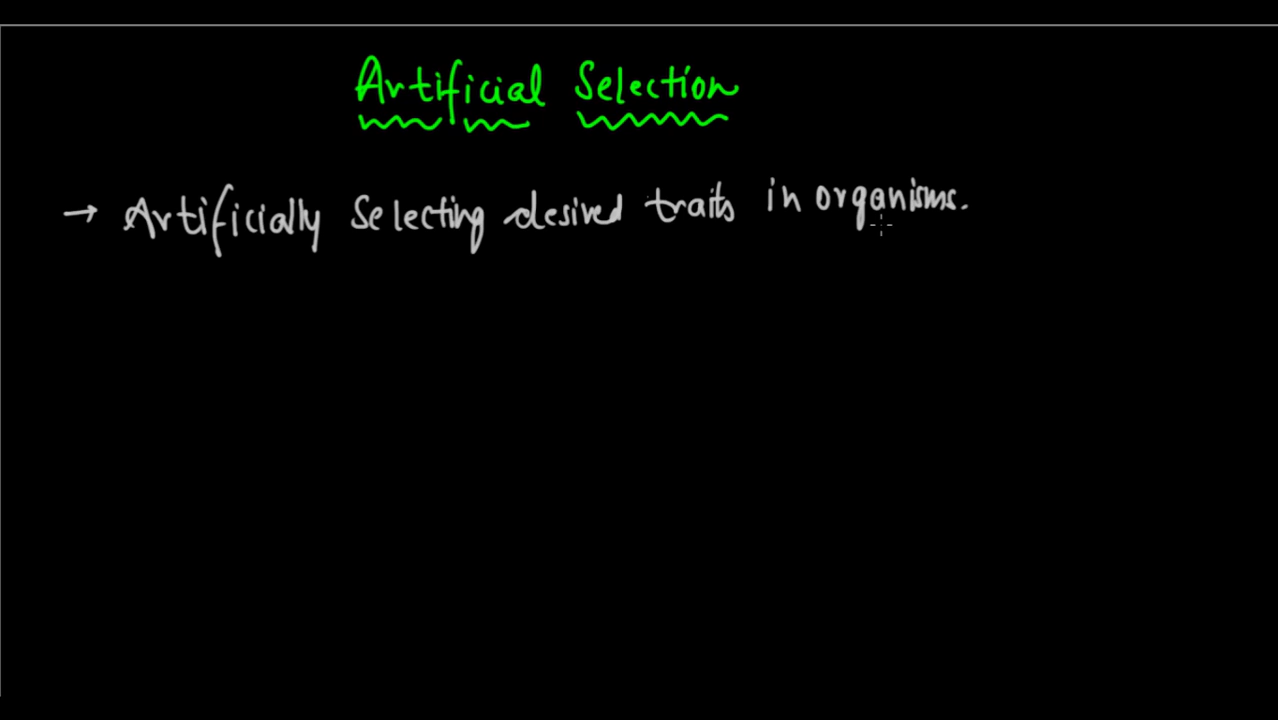 Artificial Selection
→ Artificially Selecting desired traits in organisms.